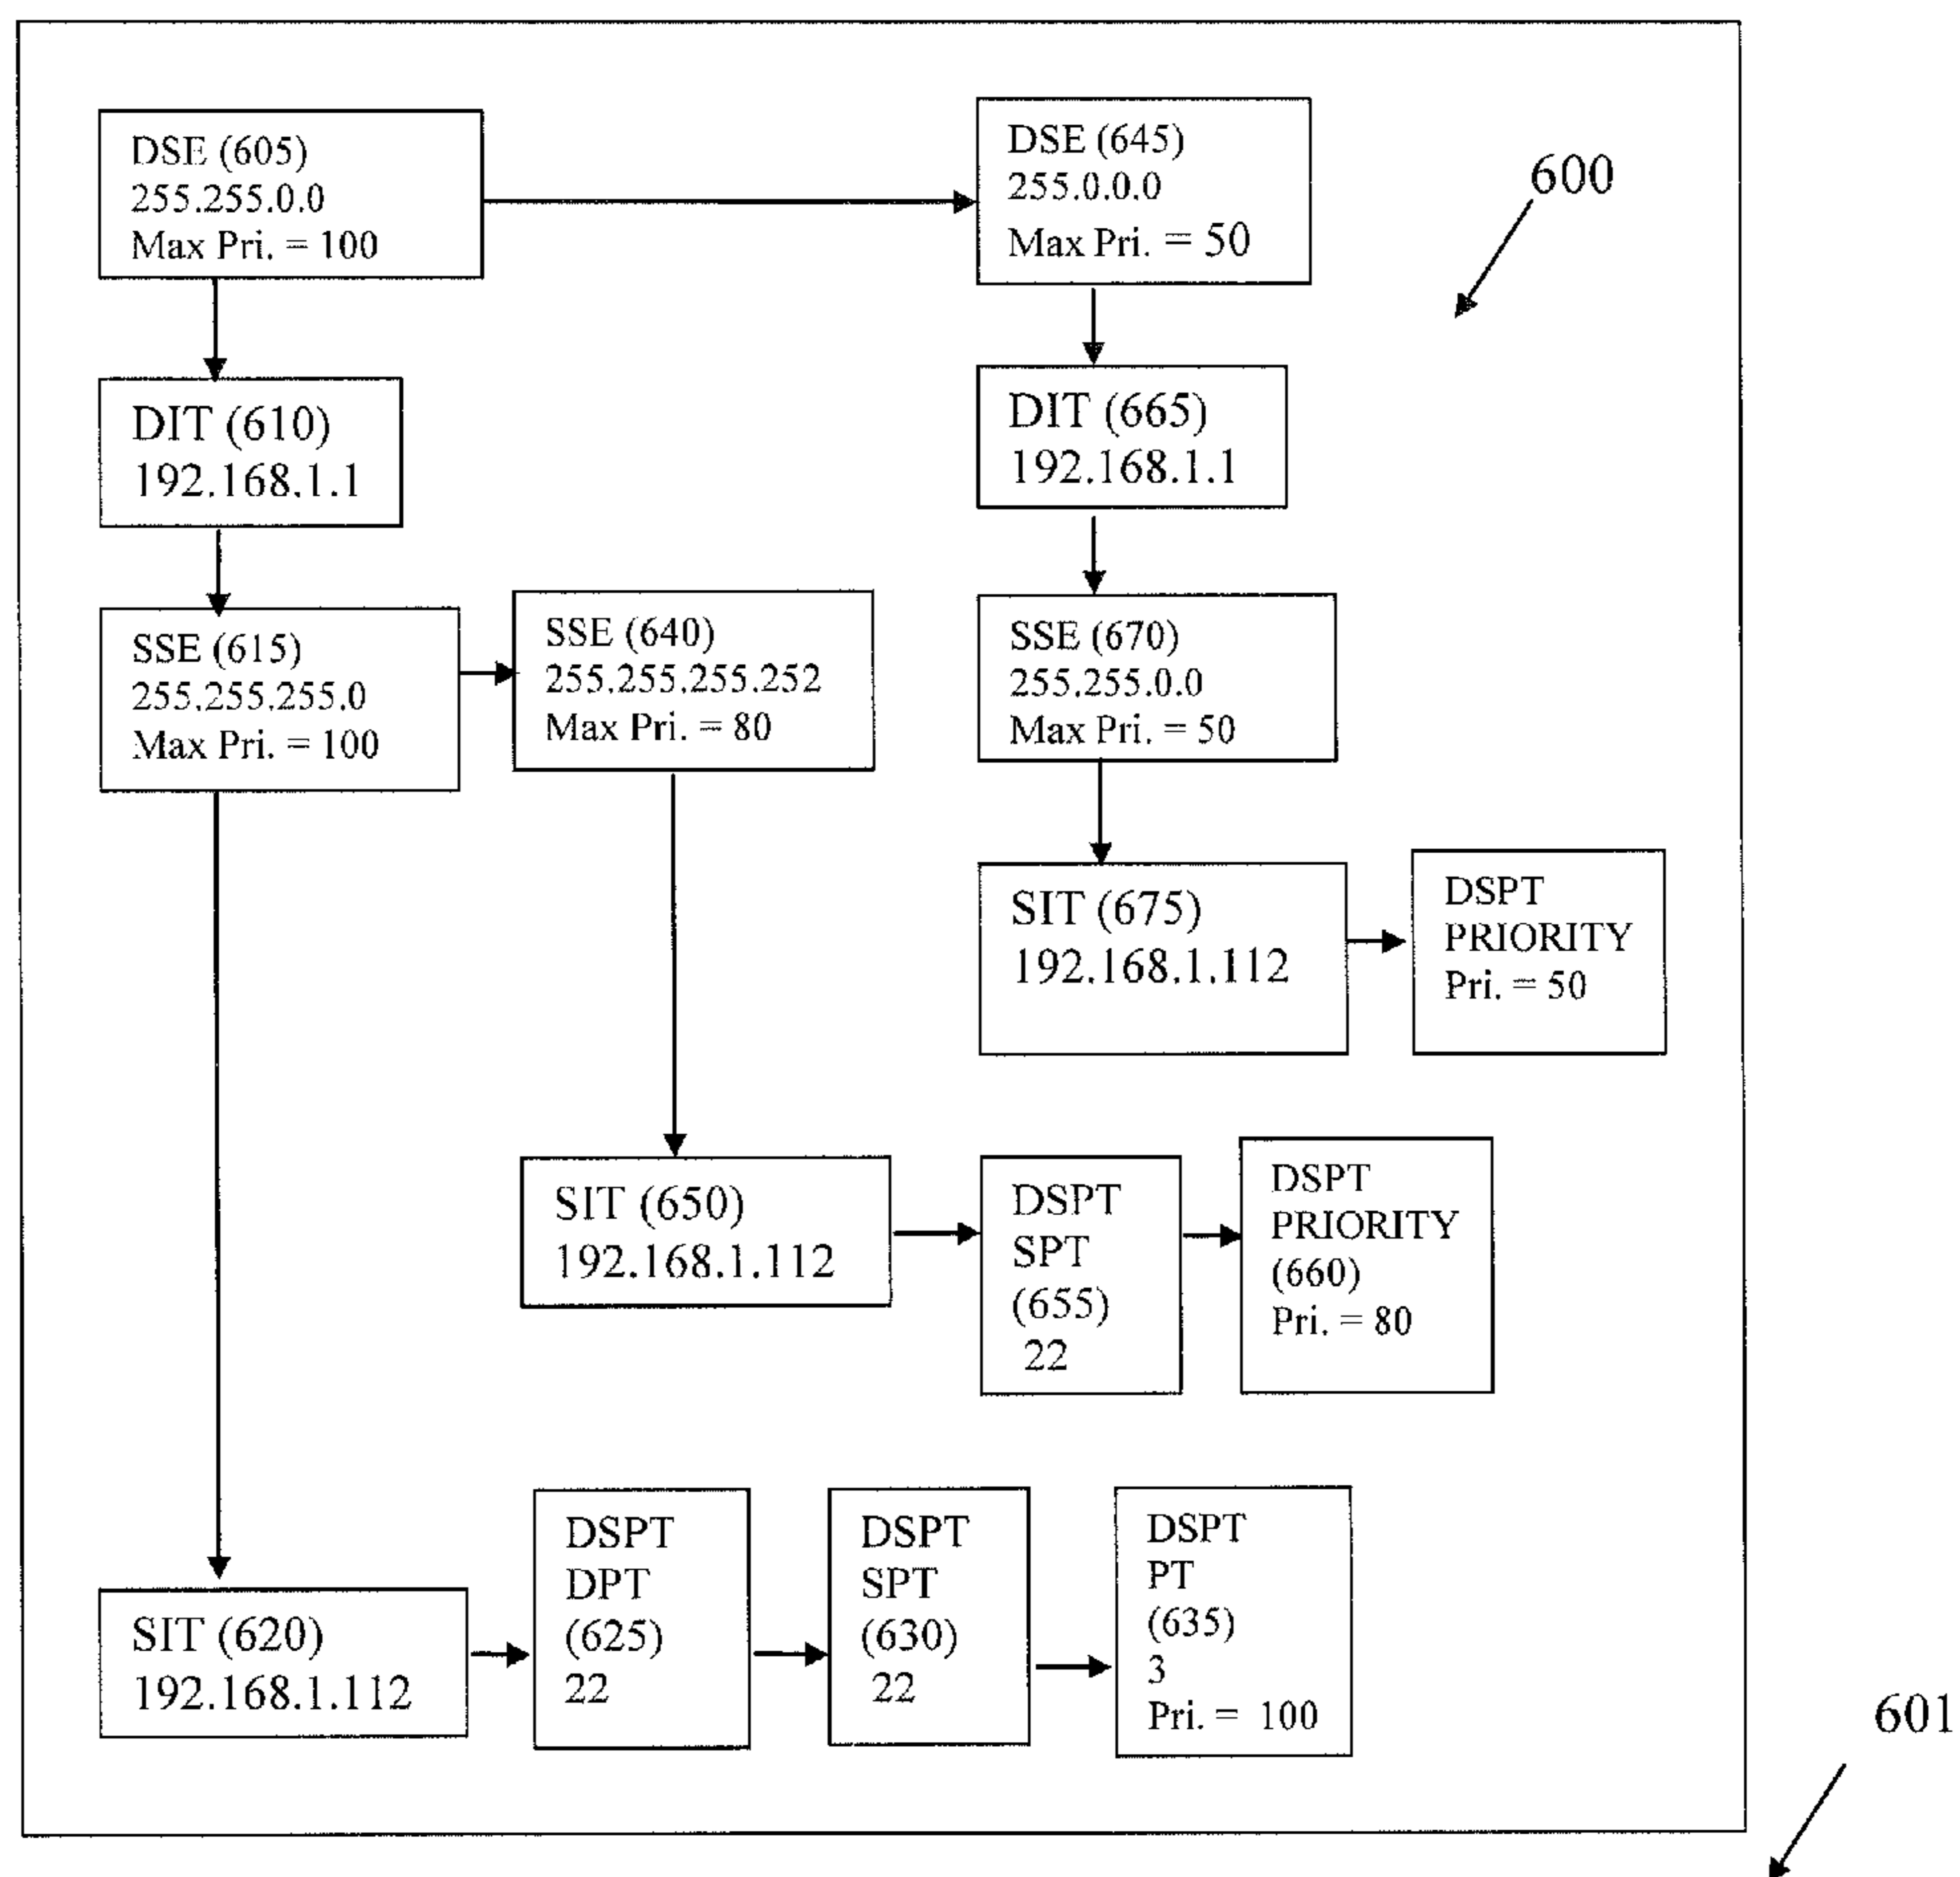 DSE (605)
255.255.0.0
Max Pri. = 100
DSE (645)
255.0.0.0
Max Pri. = 50
600
DIT (610)
192.168.1.1
DIT (665)
192.168.1.1
SSE (615)
255.255.255.0
Max Pri. = 100
SSE (640)
255.255.255.252
Max Pri. = 80
SSE (670)
255.255.0.0
Max Pri. = 50
SIT (675)
192.168.1.112
DSPT
PRIORITY
Pri. = 50
SIT (650)
192.168.1.112
DSPT
SPT
(655)
22
DSPT
PRIORITY
(660)
Pri. = 80
SIT (620)
192.168.1.112
DSPT
DPT
(625)
22
DSPT
SPT
(630)
22
DSPT
PT
(635)
3
Pri. = 100
601